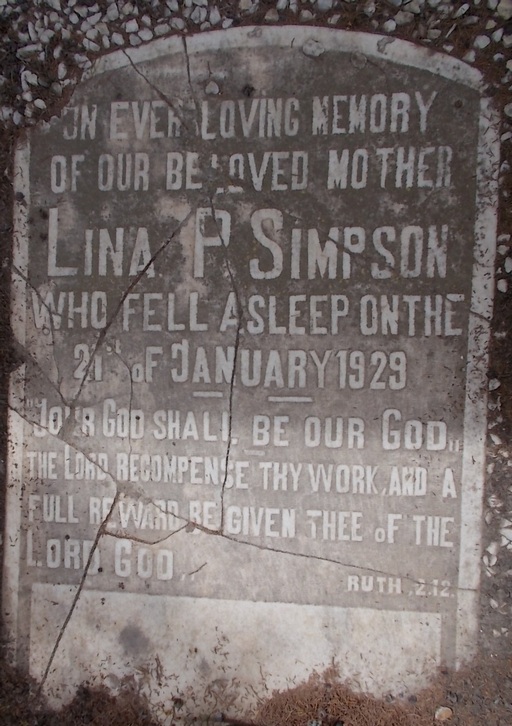 IN EVER LOVING MEMORY
OF OUR BELOVED MOTHER
LINA P SIMPSON
WHO FELL ASLEEP ON THE
21ST OF JANUARY 1929
"YOUR GOD SHALL BE OUR GOD,,
THE LORD RECOMPENSE THY WORK, AND A
FULL REWARD BE GIVEN THEE OF THE
LORD GOD,,
RUTH. 2.12.